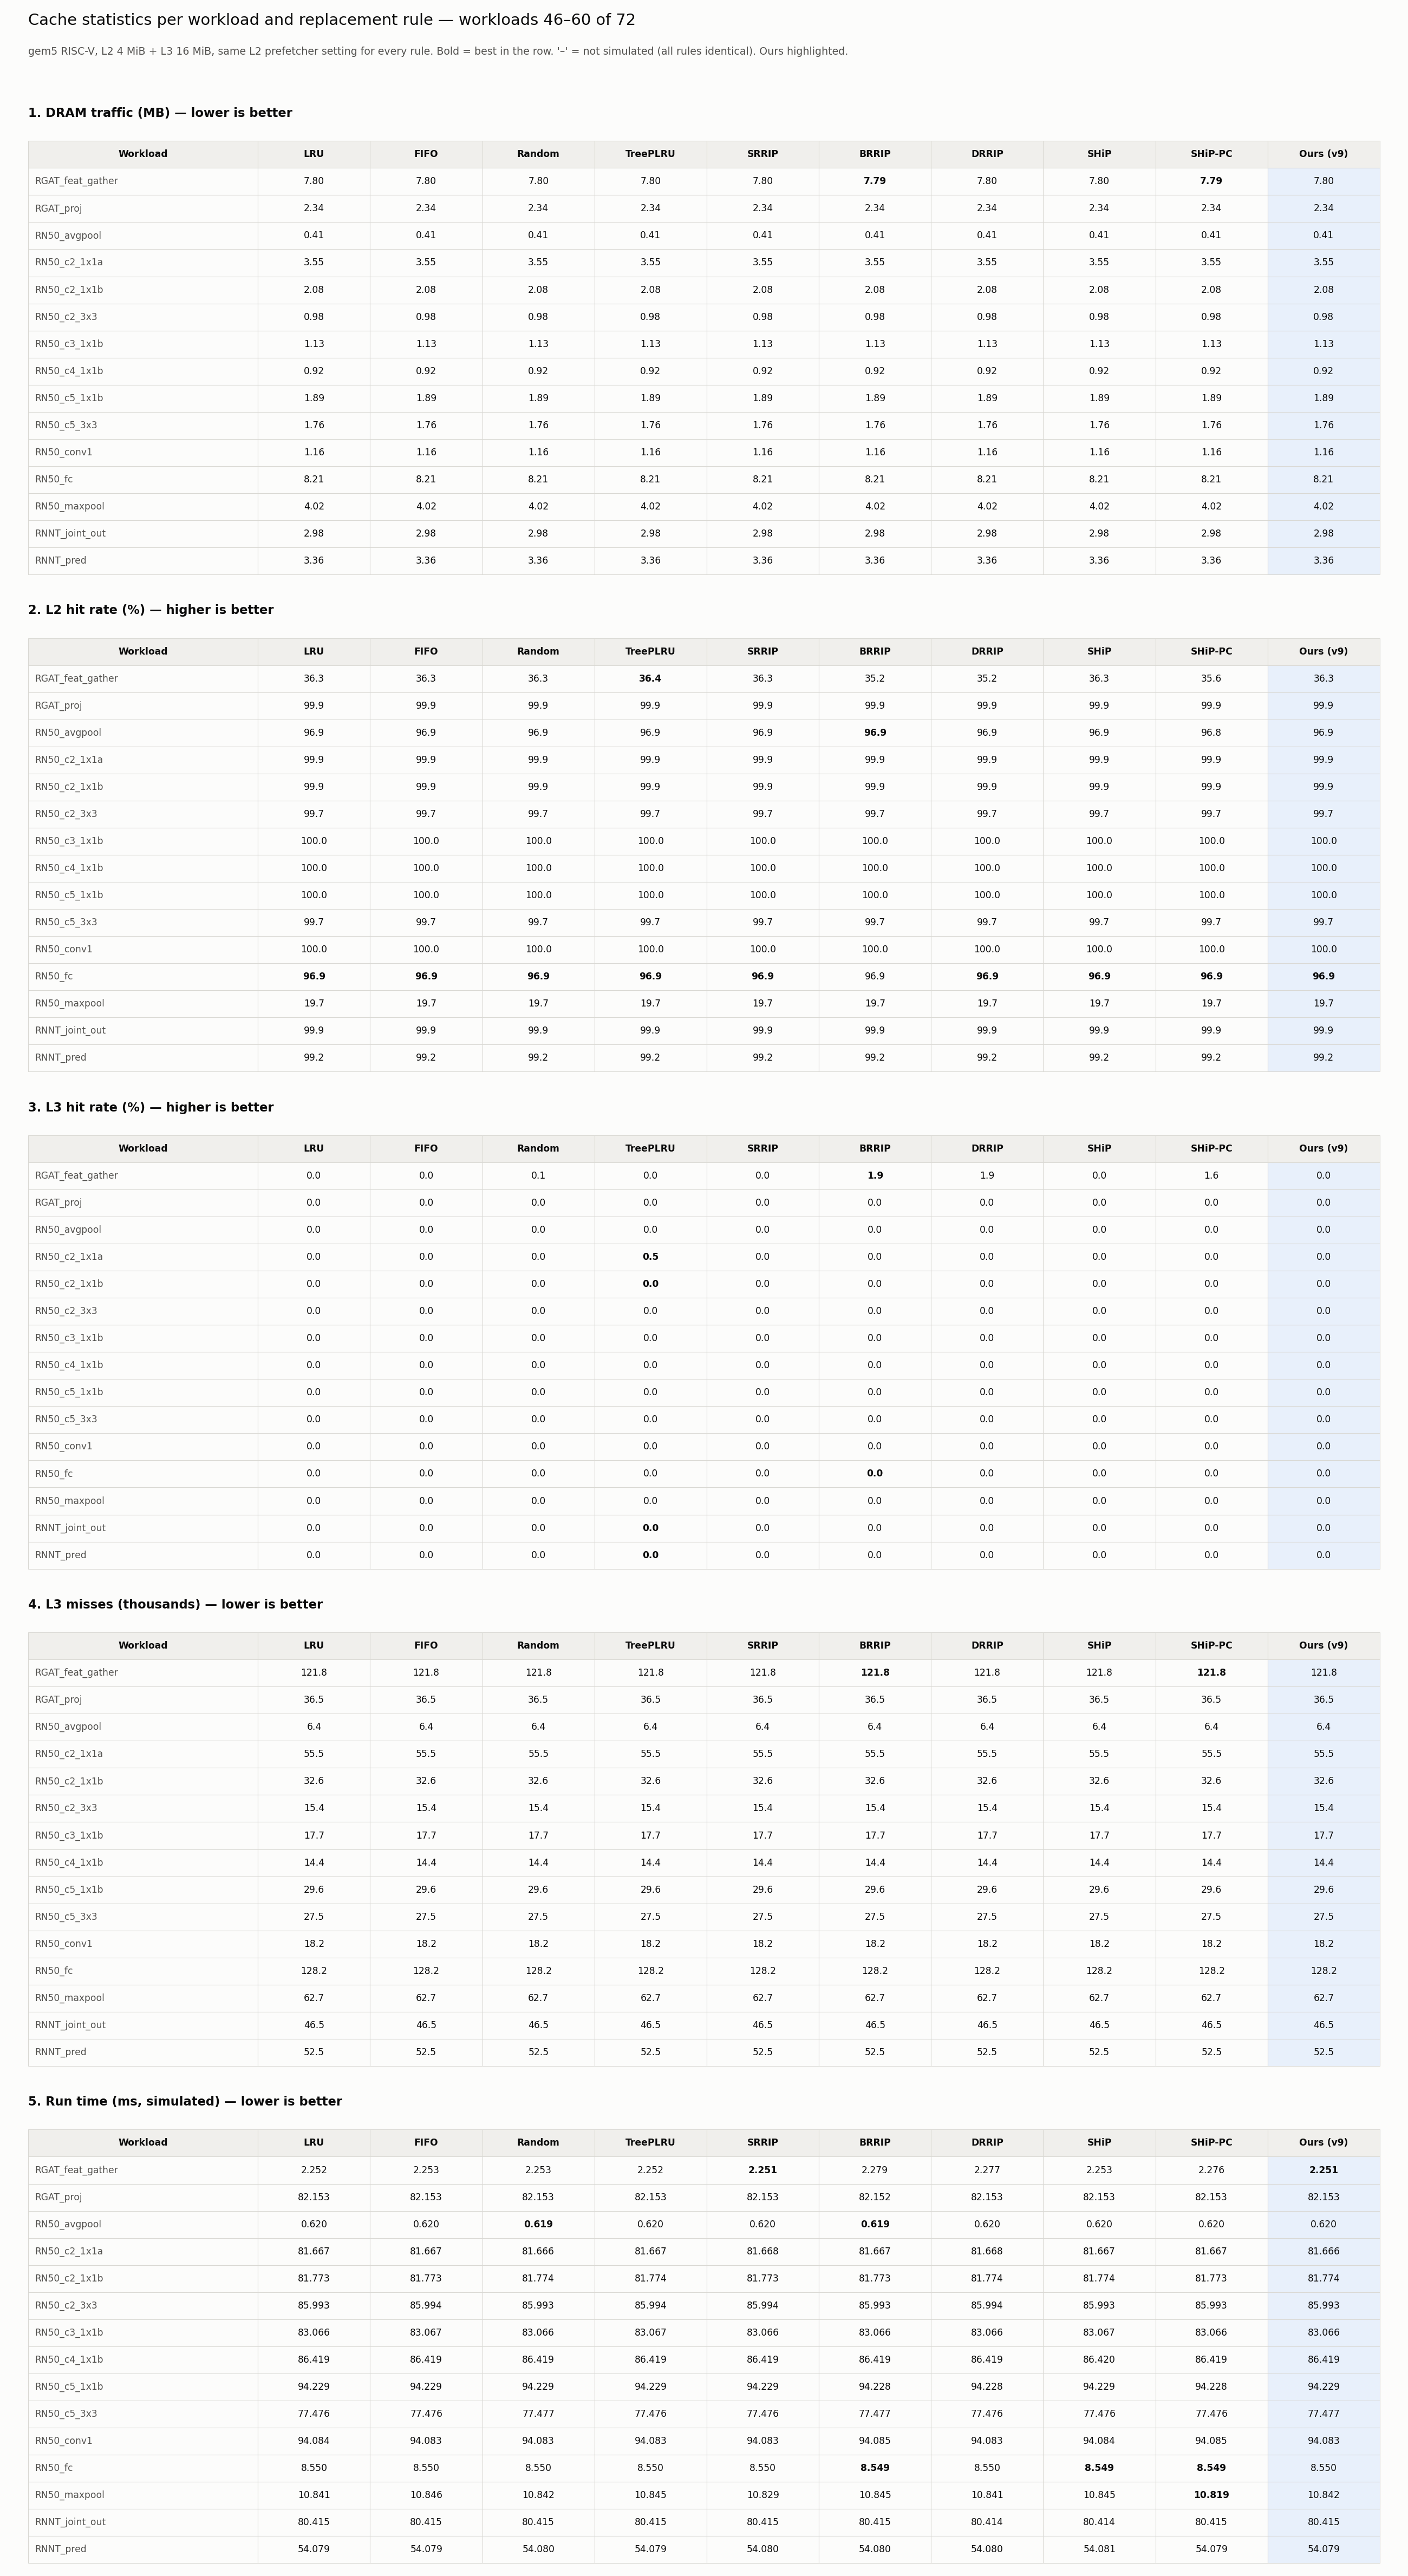 Cache statistics per workload and replacement rule — workloads 46–60 of 72
gem5 RISC-V, L2 4 MiB + L3 16 MiB, same L2 prefetcher setting for every rule. Bold = best in the row. '–' = not simulated (all rules identical). Ours highlighted.
1. DRAM traffic (MB) — lower is better
Workload LRU FIFO Random TreePLRU SRRIP BRRIP DRRIP SHiP SHiP-PC Ours (v9)
RGAT_feat_gather 7.80 7.80 7.80 7.80 7.80 7.79 7.80 7.80 7.79 7.80
RGAT_proj 2.34 2.34 2.34 2.34 2.34 2.34 2.34 2.34 2.34 2.34
RN50_avgpool 0.41 0.41 0.41 0.41 0.41 0.41 0.41 0.41 0.41 0.41
RN50_c2_1x1a 3.55 3.55 3.55 3.55 3.55 3.55 3.55 3.55 3.55 3.55
RN50_c2_1x1b 2.08 2.08 2.08 2.08 2.08 2.08 2.08 2.08 2.08 2.08
RN50_c2_3x3 0.98 0.98 0.98 0.98 0.98 0.98 0.98 0.98 0.98 0.98
RN50_c3_1x1b 1.13 1.13 1.13 1.13 1.13 1.13 1.13 1.13 1.13 1.13
RN50_c4_1x1b 0.92 0.92 0.92 0.92 0.92 0.92 0.92 0.92 0.92 0.92
RN50_c5_1x1b 1.89 1.89 1.89 1.89 1.89 1.89 1.89 1.89 1.89 1.89
RN50_c5_3x3 1.76 1.76 1.76 1.76 1.76 1.76 1.76 1.76 1.76 1.76
RN50_conv1 1.16 1.16 1.16 1.16 1.16 1.16 1.16 1.16 1.16 1.16
RN50_fc 8.21 8.21 8.21 8.21 8.21 8.21 8.21 8.21 8.21 8.21
RN50_maxpool 4.02 4.02 4.02 4.02 4.02 4.02 4.02 4.02 4.02 4.02
RNNT_joint_out 2.98 2.98 2.98 2.98 2.98 2.98 2.98 2.98 2.98 2.98
RNNT_pred 3.36 3.36 3.36 3.36 3.36 3.36 3.36 3.36 3.36 3.36
2. L2 hit rate (%) — higher is better
Workload LRU FIFO Random TreePLRU SRRIP BRRIP DRRIP SHiP SHiP-PC Ours (v9)
RGAT_feat_gather 36.3 36.3 36.3 36.4 36.3 35.2 35.2 36.3 35.6 36.3
RGAT_proj 99.9 99.9 99.9 99.9 99.9 99.9 99.9 99.9 99.9 99.9
RN50_avgpool 96.9 96.9 96.9 96.9 96.9 96.9 96.9 96.9 96.8 96.9
RN50_c2_1x1a 99.9 99.9 99.9 99.9 99.9 99.9 99.9 99.9 99.9 99.9
RN50_c2_1x1b 99.9 99.9 99.9 99.9 99.9 99.9 99.9 99.9 99.9 99.9
RN50_c2_3x3 99.7 99.7 99.7 99.7 99.7 99.7 99.7 99.7 99.7 99.7
RN50_c3_1x1b 100.0 100.0 100.0 100.0 100.0 100.0 100.0 100.0 100.0 100.0
RN50_c4_1x1b 100.0 100.0 100.0 100.0 100.0 100.0 100.0 100.0 100.0 100.0
RN50_c5_1x1b 100.0 100.0 100.0 100.0 100.0 100.0 100.0 100.0 100.0 100.0
RN50_c5_3x3 99.7 99.7 99.7 99.7 99.7 99.7 99.7 99.7 99.7 99.7
RN50_conv1 100.0 100.0 100.0 100.0 100.0 100.0 100.0 100.0 100.0 100.0
RN50_fc 96.9 96.9 96.9 96.9 96.9 96.9 96.9 96.9 96.9 96.9
RN50_maxpool 19.7 19.7 19.7 19.7 19.7 19.7 19.7 19.7 19.7 19.7
RNNT_joint_out 99.9 99.9 99.9 99.9 99.9 99.9 99.9 99.9 99.9 99.9
RNNT_pred 99.2 99.2 99.2 99.2 99.2 99.2 99.2 99.2 99.2 99.2
3. L3 hit rate (%) — higher is better
Workload LRU FIFO Random TreePLRU SRRIP BRRIP DRRIP SHiP SHiP-PC Ours (v9)
RGAT_feat_gather 0.0 0.0 0.1 0.0 0.0 1.9 1.9 0.0 1.6 0.0
RGAT_proj 0.0 0.0 0.0 0.0 0.0 0.0 0.0 0.0 0.0 0.0
RN50_avgpool 0.0 0.0 0.0 0.0 0.0 0.0 0.0 0.0 0.0 0.0
RN50_c2_1x1a 0.0 0.0 0.0 0.5 0.0 0.0 0.0 0.0 0.0 0.0
RN50_c2_1x1b 0.0 0.0 0.0 0.0 0.0 0.0 0.0 0.0 0.0 0.0
RN50_c2_3x3 0.0 0.0 0.0 0.0 0.0 0.0 0.0 0.0 0.0 0.0
RN50_c3_1x1b 0.0 0.0 0.0 0.0 0.0 0.0 0.0 0.0 0.0 0.0
RN50_c4_1x1b 0.0 0.0 0.0 0.0 0.0 0.0 0.0 0.0 0.0 0.0
RN50_c5_1x1b 0.0 0.0 0.0 0.0 0.0 0.0 0.0 0.0 0.0 0.0
RN50_c5_3x3 0.0 0.0 0.0 0.0 0.0 0.0 0.0 0.0 0.0 0.0
RN50_conv1 0.0 0.0 0.0 0.0 0.0 0.0 0.0 0.0 0.0 0.0
RN50_fc 0.0 0.0 0.0 0.0 0.0 0.0 0.0 0.0 0.0 0.0
RN50_maxpool 0.0 0.0 0.0 0.0 0.0 0.0 0.0 0.0 0.0 0.0
RNNT_joint_out 0.0 0.0 0.0 0.0 0.0 0.0 0.0 0.0 0.0 0.0
RNNT_pred 0.0 0.0 0.0 0.0 0.0 0.0 0.0 0.0 0.0 0.0
4. L3 misses (thousands) — lower is better
Workload LRU FIFO Random TreePLRU SRRIP BRRIP DRRIP SHiP SHiP-PC Ours (v9)
RGAT_feat_gather 121.8 121.8 121.8 121.8 121.8 121.8 121.8 121.8 121.8 121.8
RGAT_proj 36.5 36.5 36.5 36.5 36.5 36.5 36.5 36.5 36.5 36.5
RN50_avgpool 6.4 6.4 6.4 6.4 6.4 6.4 6.4 6.4 6.4 6.4
RN50_c2_1x1a 55.5 55.5 55.5 55.5 55.5 55.5 55.5 55.5 55.5 55.5
RN50_c2_1x1b 32.6 32.6 32.6 32.6 32.6 32.6 32.6 32.6 32.6 32.6
RN50_c2_3x3 15.4 15.4 15.4 15.4 15.4 15.4 15.4 15.4 15.4 15.4
RN50_c3_1x1b 17.7 17.7 17.7 17.7 17.7 17.7 17.7 17.7 17.7 17.7
RN50_c4_1x1b 14.4 14.4 14.4 14.4 14.4 14.4 14.4 14.4 14.4 14.4
RN50_c5_1x1b 29.6 29.6 29.6 29.6 29.6 29.6 29.6 29.6 29.6 29.6
RN50_c5_3x3 27.5 27.5 27.5 27.5 27.5 27.5 27.5 27.5 27.5 27.5
RN50_conv1 18.2 18.2 18.2 18.2 18.2 18.2 18.2 18.2 18.2 18.2
RN50_fc 128.2 128.2 128.2 128.2 128.2 128.2 128.2 128.2 128.2 128.2
RN50_maxpool 62.7 62.7 62.7 62.7 62.7 62.7 62.7 62.7 62.7 62.7
RNNT_joint_out 46.5 46.5 46.5 46.5 46.5 46.5 46.5 46.5 46.5 46.5
RNNT_pred 52.5 52.5 52.5 52.5 52.5 52.5 52.5 52.5 52.5 52.5
5. Run time (ms, simulated) — lower is better
Workload LRU FIFO Random TreePLRU SRRIP BRRIP DRRIP SHiP SHiP-PC Ours (v9)
RGAT_feat_gather 2.252 2.253 2.253 2.252 2.251 2.279 2.277 2.253 2.276 2.251
RGAT_proj 82.153 82.153 82.153 82.153 82.153 82.152 82.153 82.153 82.153 82.153
RN50_avgpool 0.620 0.620 0.619 0.620 0.620 0.619 0.620 0.620 0.620 0.620
RN50_c2_1x1a 81.667 81.667 81.666 81.667 81.668 81.667 81.668 81.667 81.667 81.666
RN50_c2_1x1b 81.773 81.773 81.774 81.774 81.773 81.773 81.774 81.774 81.773 81.774
RN50_c2_3x3 85.993 85.994 85.993 85.994 85.994 85.993 85.994 85.993 85.993 85.993
RN50_c3_1x1b 83.066 83.067 83.066 83.067 83.066 83.066 83.066 83.067 83.066 83.066
RN50_c4_1x1b 86.419 86.419 86.419 86.419 86.419 86.419 86.419 86.420 86.419 86.419
RN50_c5_1x1b 94.229 94.229 94.229 94.229 94.229 94.228 94.228 94.229 94.228 94.229
RN50_c5_3x3 77.476 77.476 77.477 77.476 77.476 77.477 77.476 77.476 77.476 77.477
RN50_conv1 94.084 94.083 94.083 94.083 94.083 94.085 94.083 94.084 94.085 94.083
RN50_fc 8.550 8.550 8.550 8.550 8.550 8.549 8.550 8.549 8.549 8.550
RN50_maxpool 10.841 10.846 10.842 10.845 10.829 10.845 10.841 10.845 10.819 10.842
RNNT_joint_out 80.415 80.415 80.415 80.415 80.415 80.415 80.414 80.414 80.415 80.415
RNNT_pred 54.079 54.079 54.080 54.079 54.080 54.080 54.080 54.081 54.079 54.079